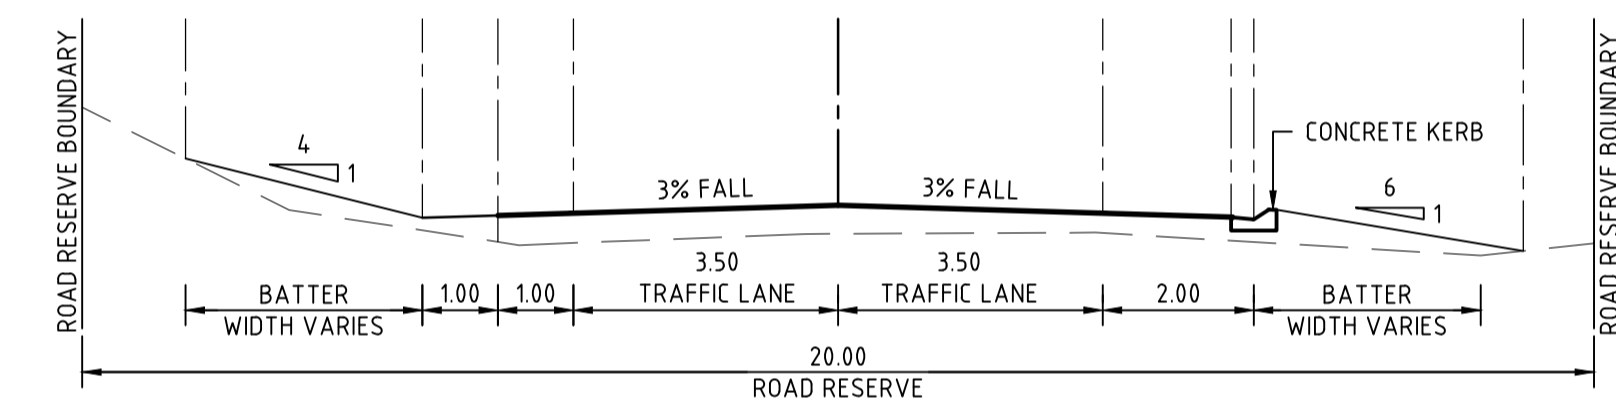 ROAD RESERVE BOUNDARY
ROAD RESERVE BOUNDARY
CONCRETE KERB
4
1
3% FALL
3% FALL
6
1
3.50
3.50
BATTER
WIDTH VARIES
1.00
1.00
TRAFFIC LANE
TRAFFIC LANE
2.00
BATTER
WIDTH VARIES
20.00
ROAD RESERVE